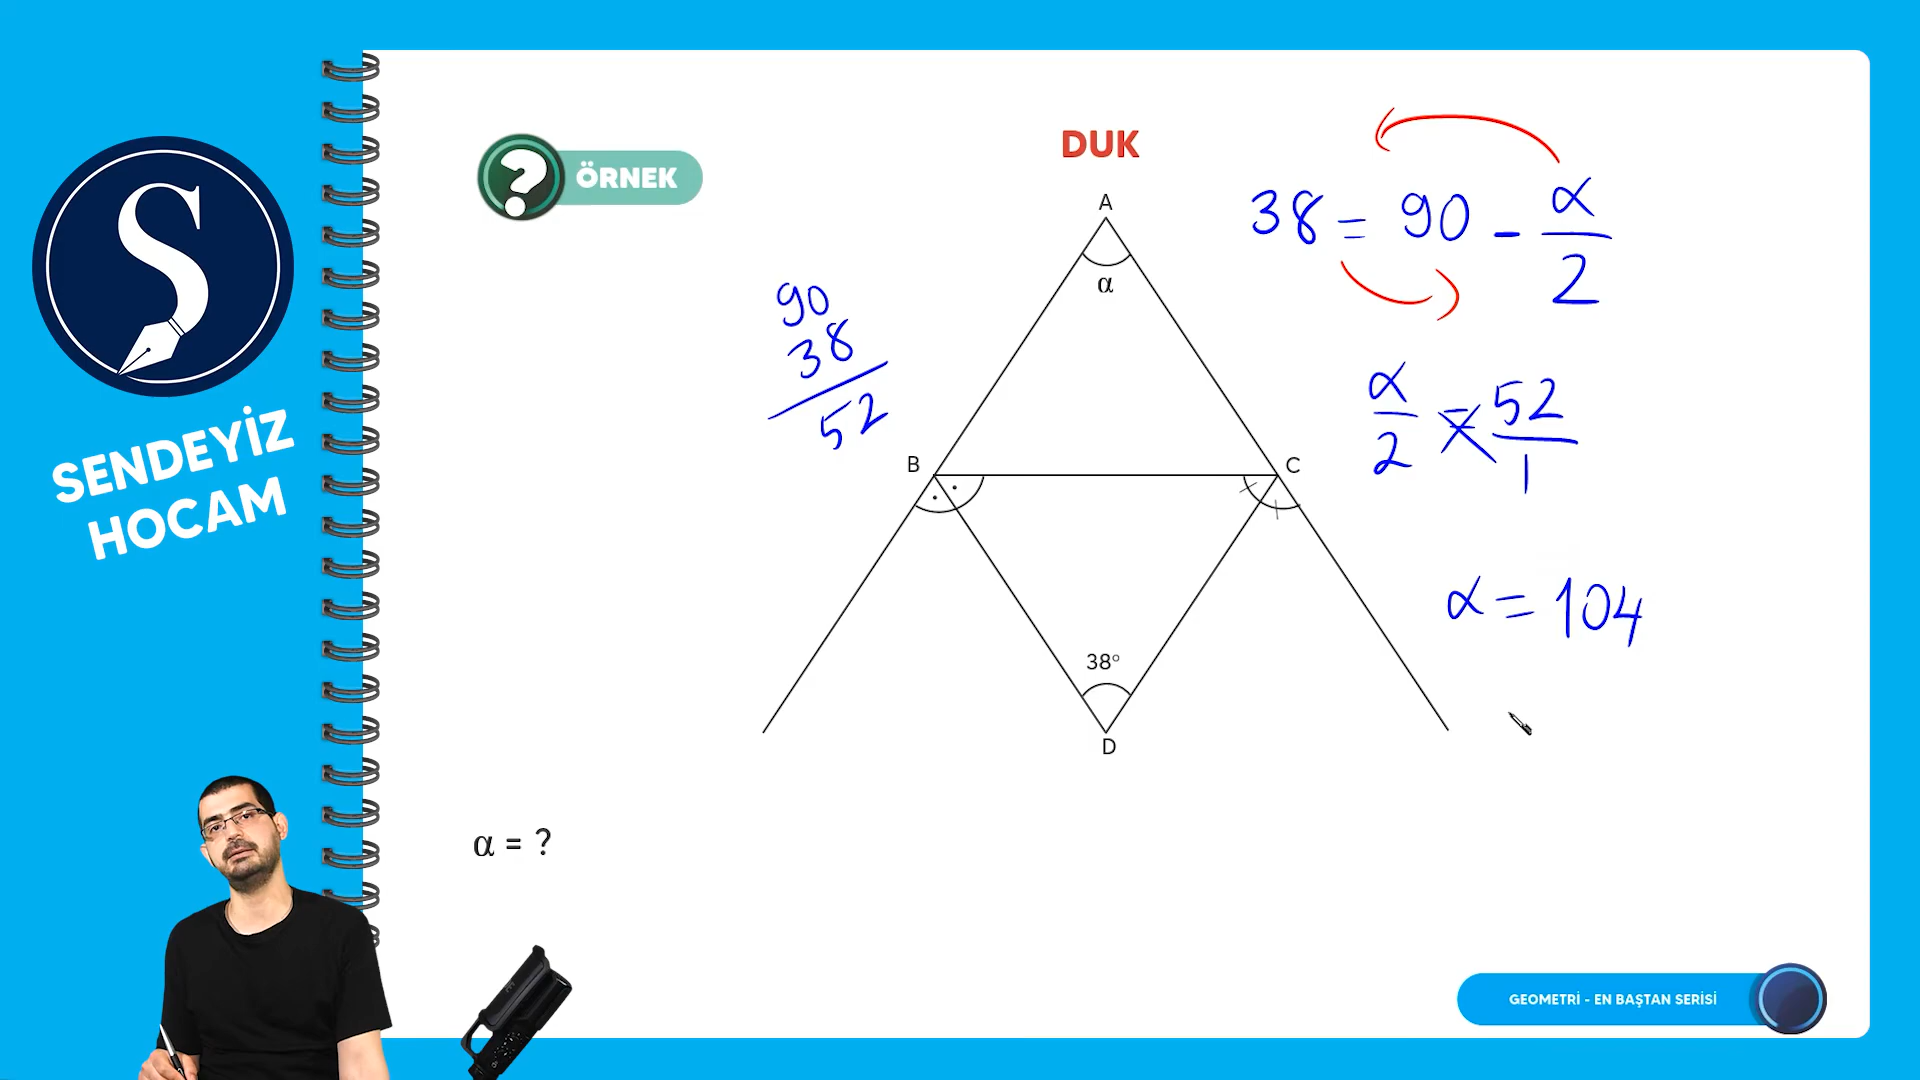 SENDEYİZ
HOCAM
S
?
ÖRNEK
DUK
A
α
B
C
38°
D
90
38
52
38 = 90 - α/2
α/2 = 52/1
α = 104
α = ?
GEOMETRİ - EN BAŞTAN SERİSİ